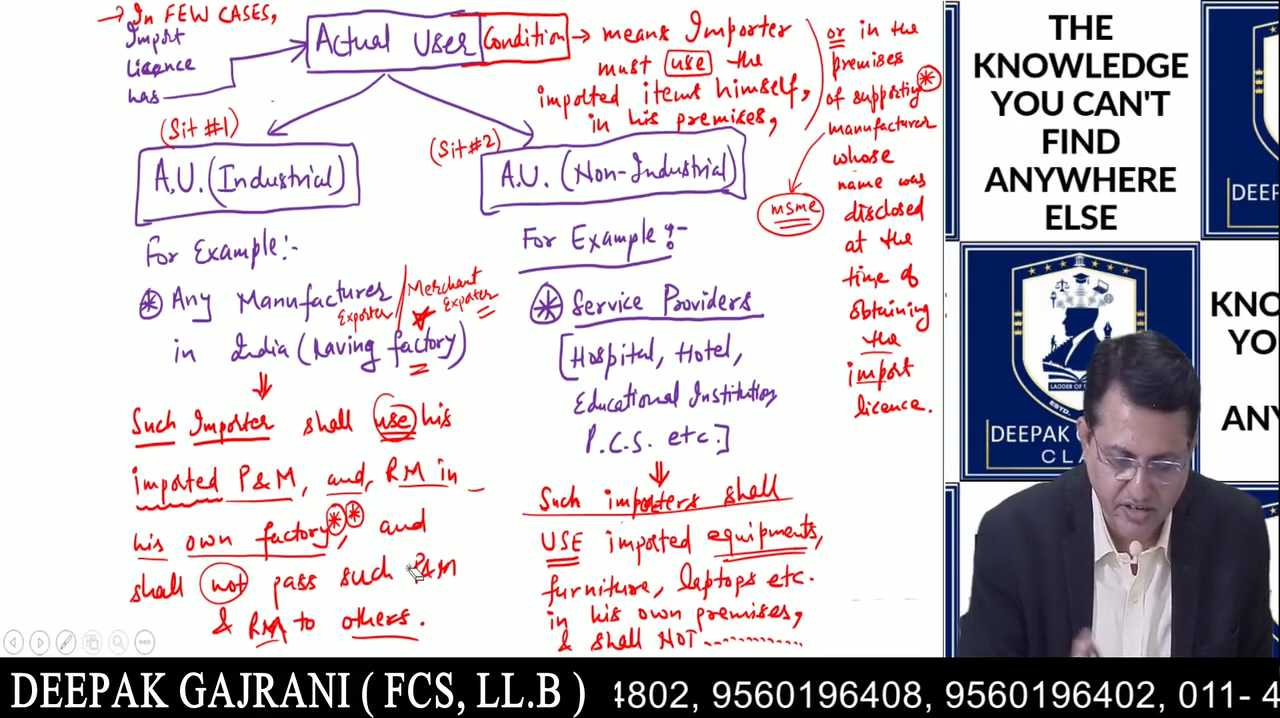 → In FEW CASES,
Import
Licence
has
Actual User Condition → means Importer
must use the
imported items himself,
in his premises,
or in the
premises
of supporting
manufacturer
whose
name was
disclosed
at the
time of
obtaining
the
import
licence.
msme
(Sit #1)
A.U. (Industrial)
For Example:-
Any Manufacturer
Exporter / Merchant
Exporter
in India (having factory)
Such Importer shall use his
imported P&M, and, RM in
his own factory, and
shall not pass such P&M
& RM to others.
(Sit #2)
A.U. (Non-Industrial)
For Example:-
Service Providers
[Hospital, Hotel,
Educational Institution,
P.C.S. etc.]
Such importers shall
USE imported equipments,
furniture, laptops etc.
in his own premises,
& shall NOT ............
THE
KNOWLEDGE
YOU CAN'T
FIND
ANYWHERE
ELSE
DEEP
DEEPAK G
CLA
KNO
YO
ANY
DEEPAK GAJRANI ( FCS, LL.B )
4802, 9560196408, 9560196402, 011- 4